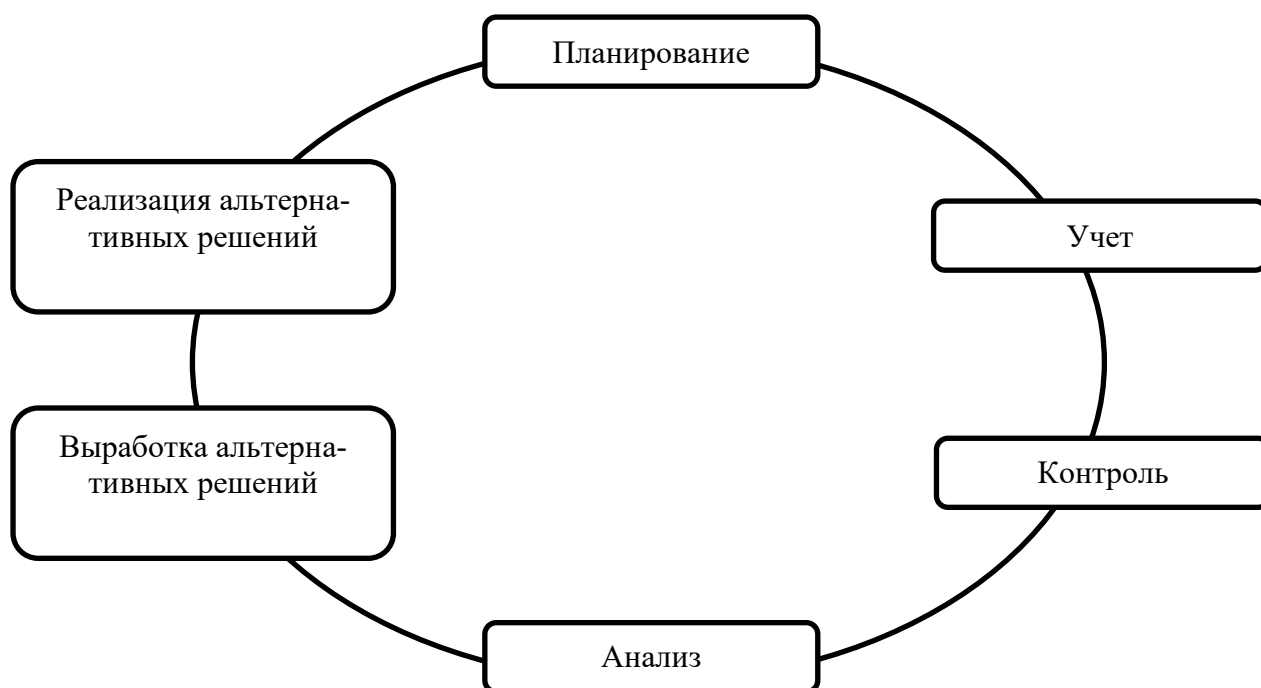 Планирование
Реализация альтерна-
тивных решений
Учет
Выработка альтерна-
тивных решений
Контроль
Анализ